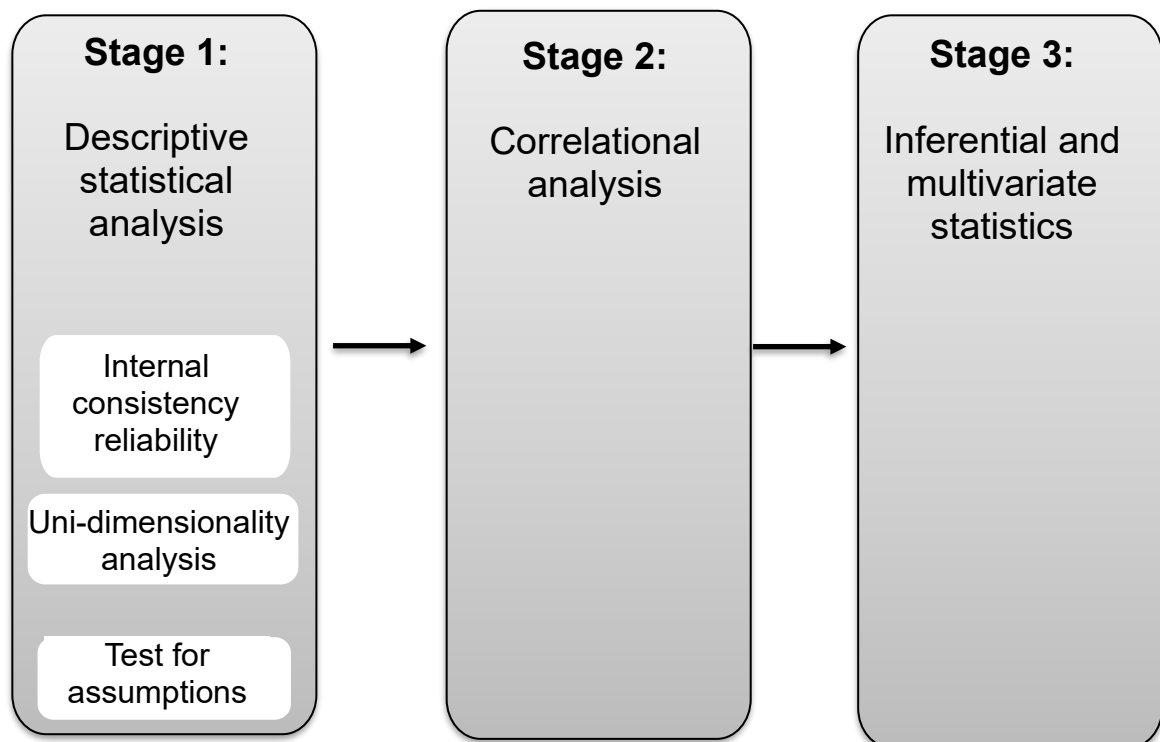 Stage 1:
Descriptive
statistical
analysis
Internal
consistency
reliability
Uni-dimensionality
analysis
Test for
assumptions
Stage 2:
Correlational
analysis
Stage 3:
Inferential and
multivariate
statistics